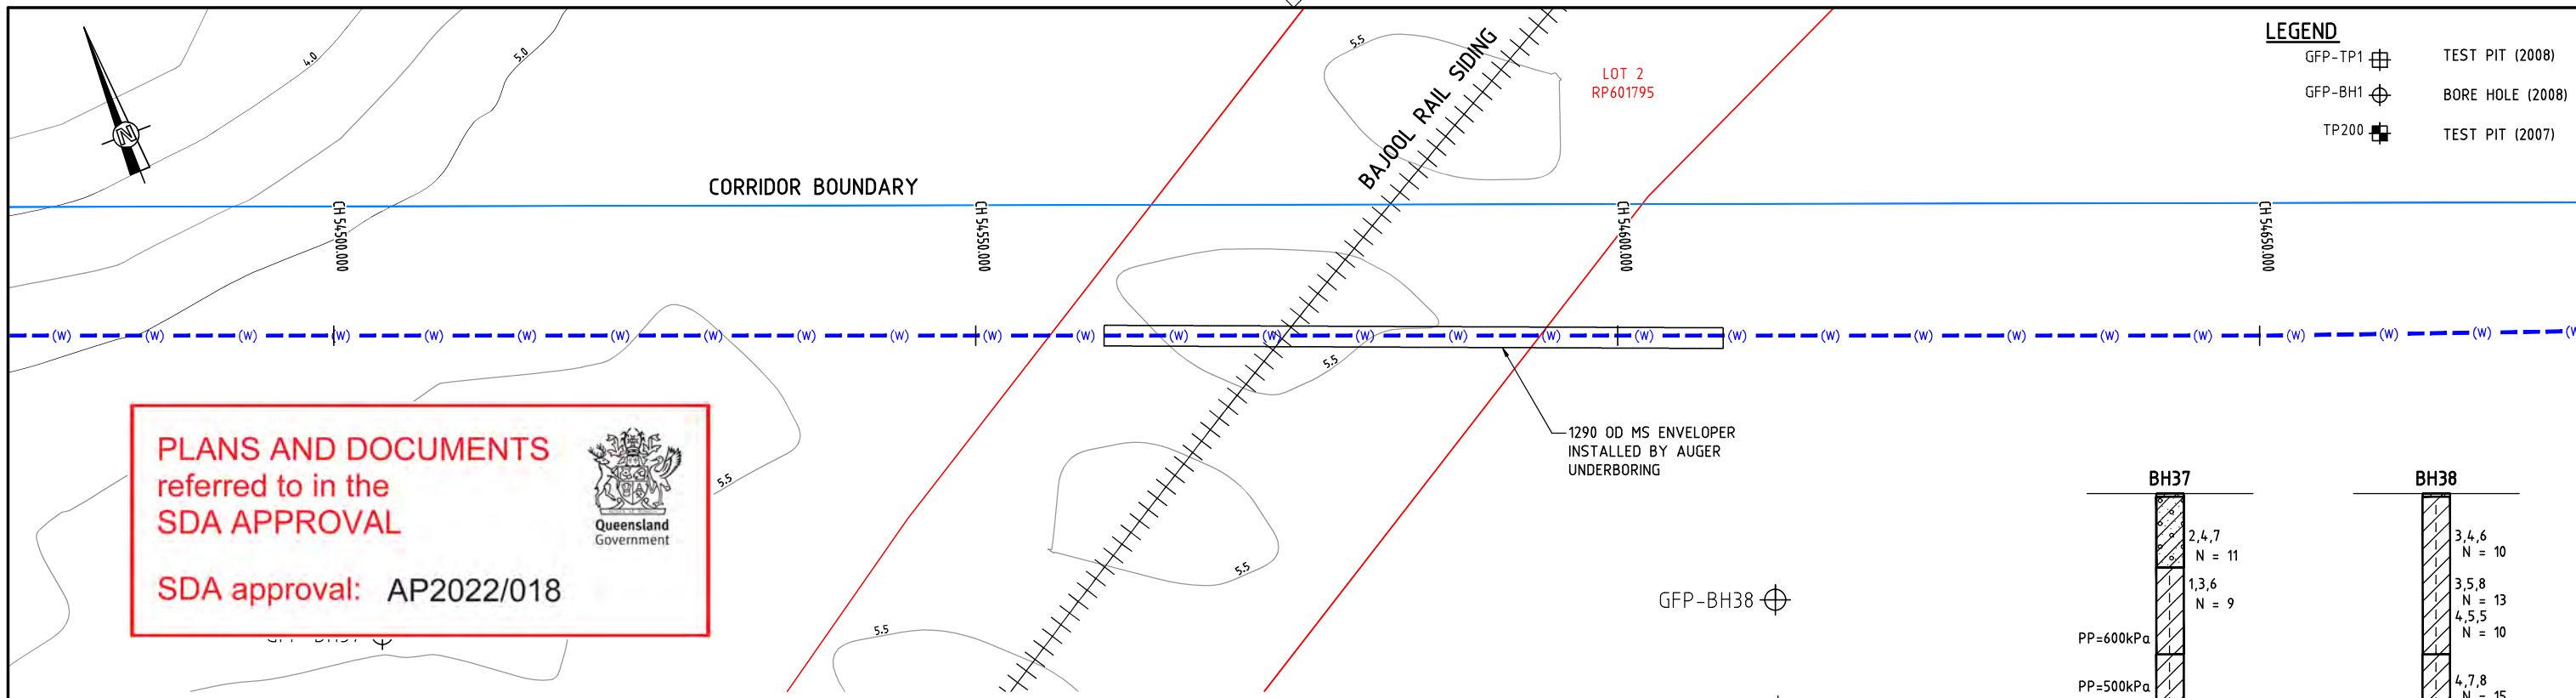 LEGEND
GFP-TP1 TEST PIT (2008)
GFP-BH1 BORE HOLE (2008)
TP200 TEST PIT (2007)
N
4.0
5.0
5.5
BAJOOL RAIL SIDING
LOT 2
RP601795
CORRIDOR BOUNDARY
CH 54500.000
CH 54550.000
CH 54600.000
CH 54650.000
(W) (W) (W) (W) (W) (W) (W) (W) (W) (W) (W) (W) (W) (W) (W) (W) (W) (W) (W) (W) (W) (W) (W) (W) (W) (W) (W)
5.5
1290 OD MS ENVELOPER
INSTALLED BY AUGER
UNDERBORING
PLANS AND DOCUMENTS
referred to in the
SDA APPROVAL
Queensland
Government
SDA approval: AP2022/018
5.5
5.5
5.5
GFP-BH38
BH37
2,4,7
N = 11
1,3,6
N = 9
PP=600kPa
PP=500kPa
BH38
3,4,6
N = 10
3,5,8
N = 13
4,5,5
N = 10
4,7,8
N = 15